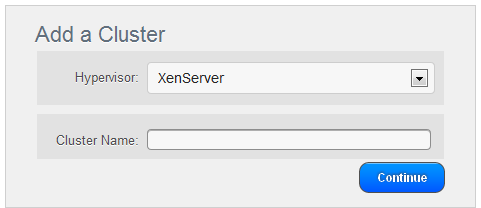 Add a Cluster
Hypervisor: XenServer
Cluster Name:
Continue